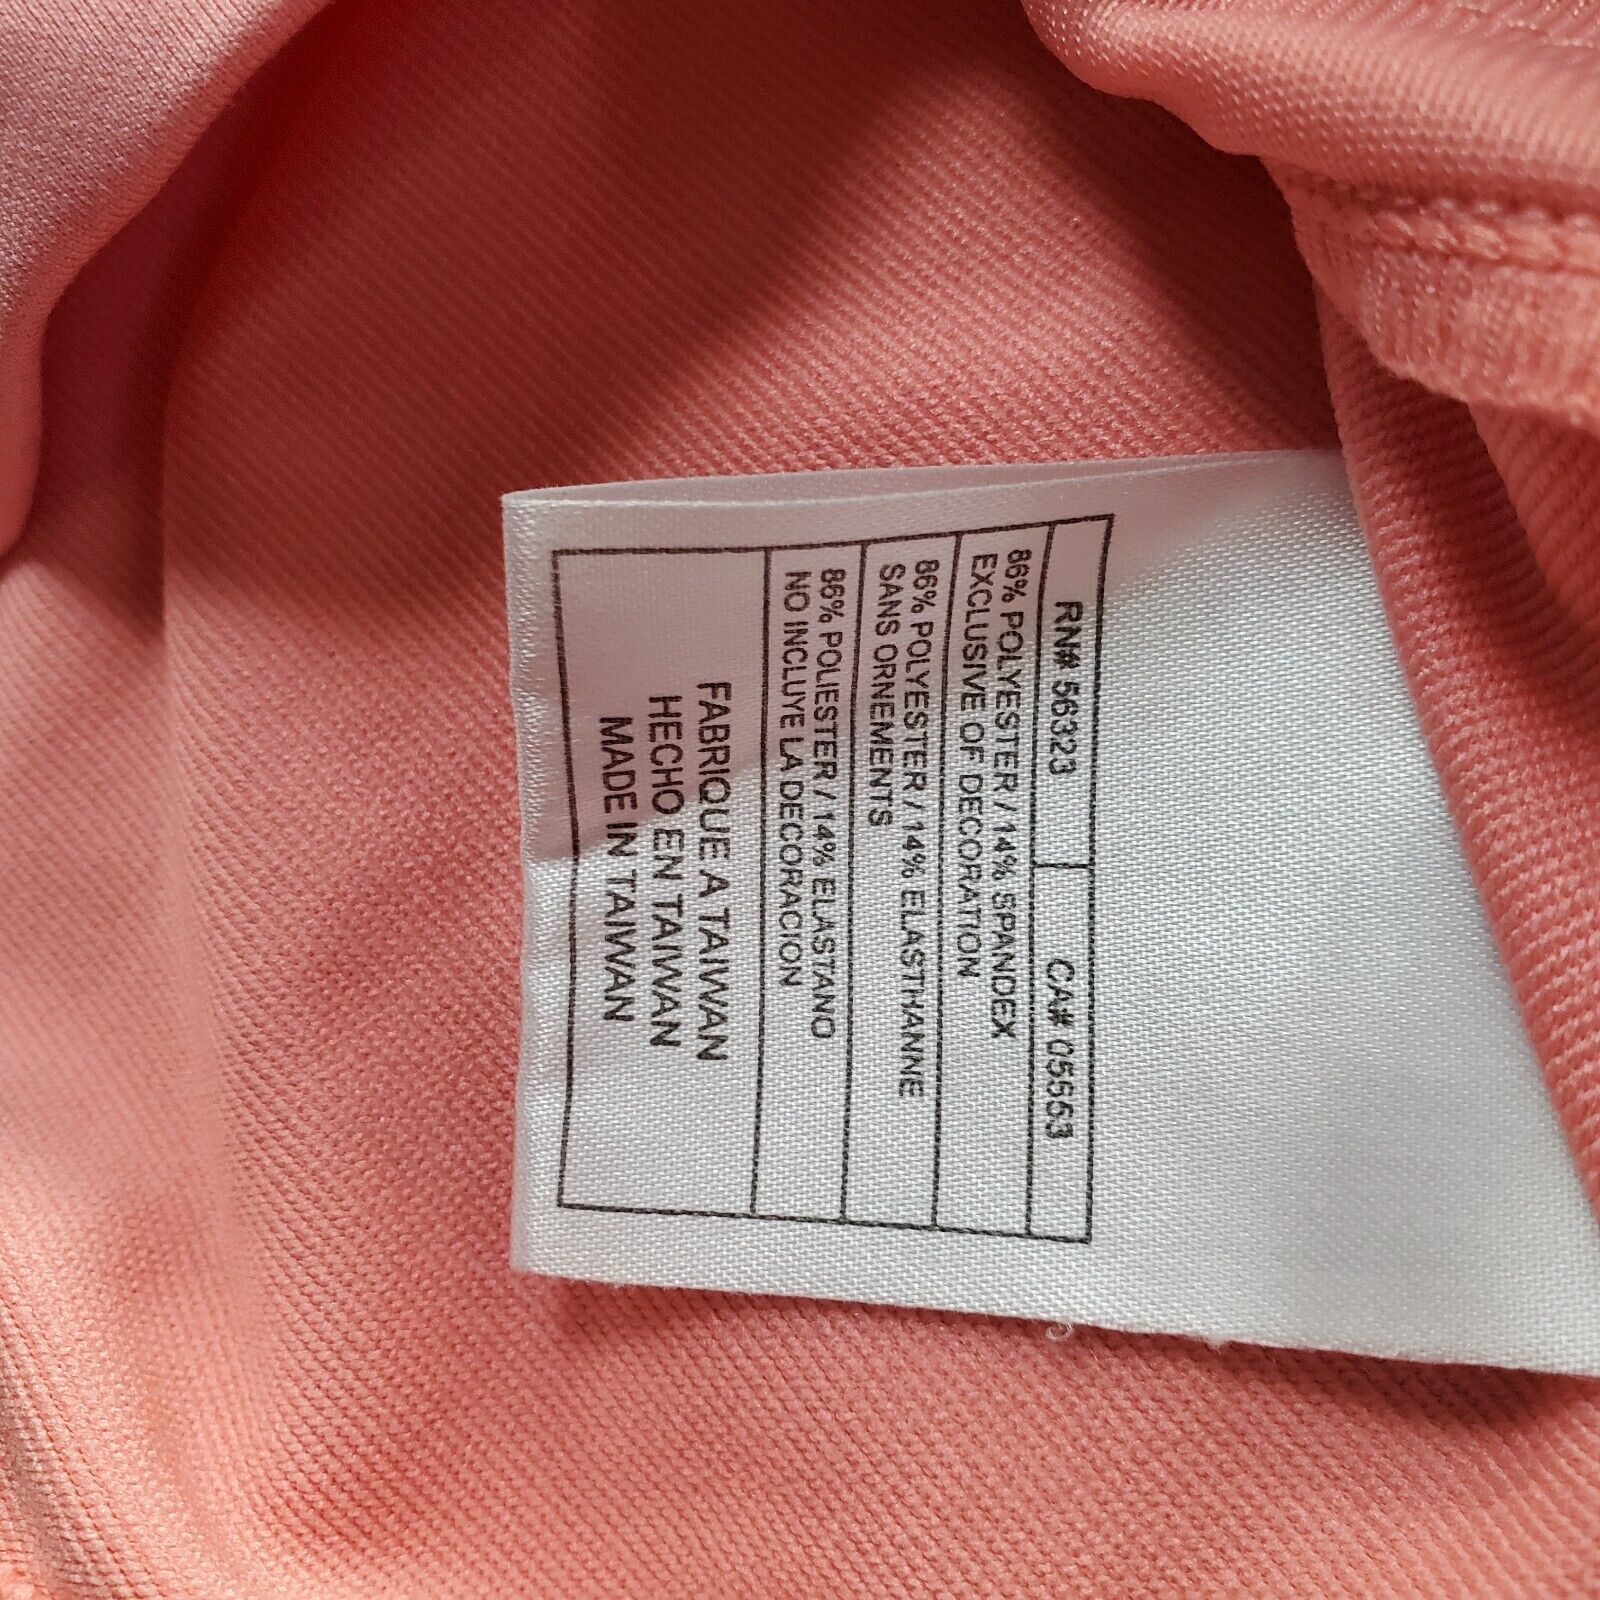 RN# 56323 CA# 05553
86% POLYESTER / 14% SPANDEX
EXCLUSIVE OF DECORATION
86% POLYESTER / 14% ELASTHANNE
SANS ORNEMENTS
86% POLIESTER / 14% ELASTANO
NO INCLUYE LA DECORACION
FABRIQUE A TAIWAN
HECHO EN TAIWAN
MADE IN TAIWAN